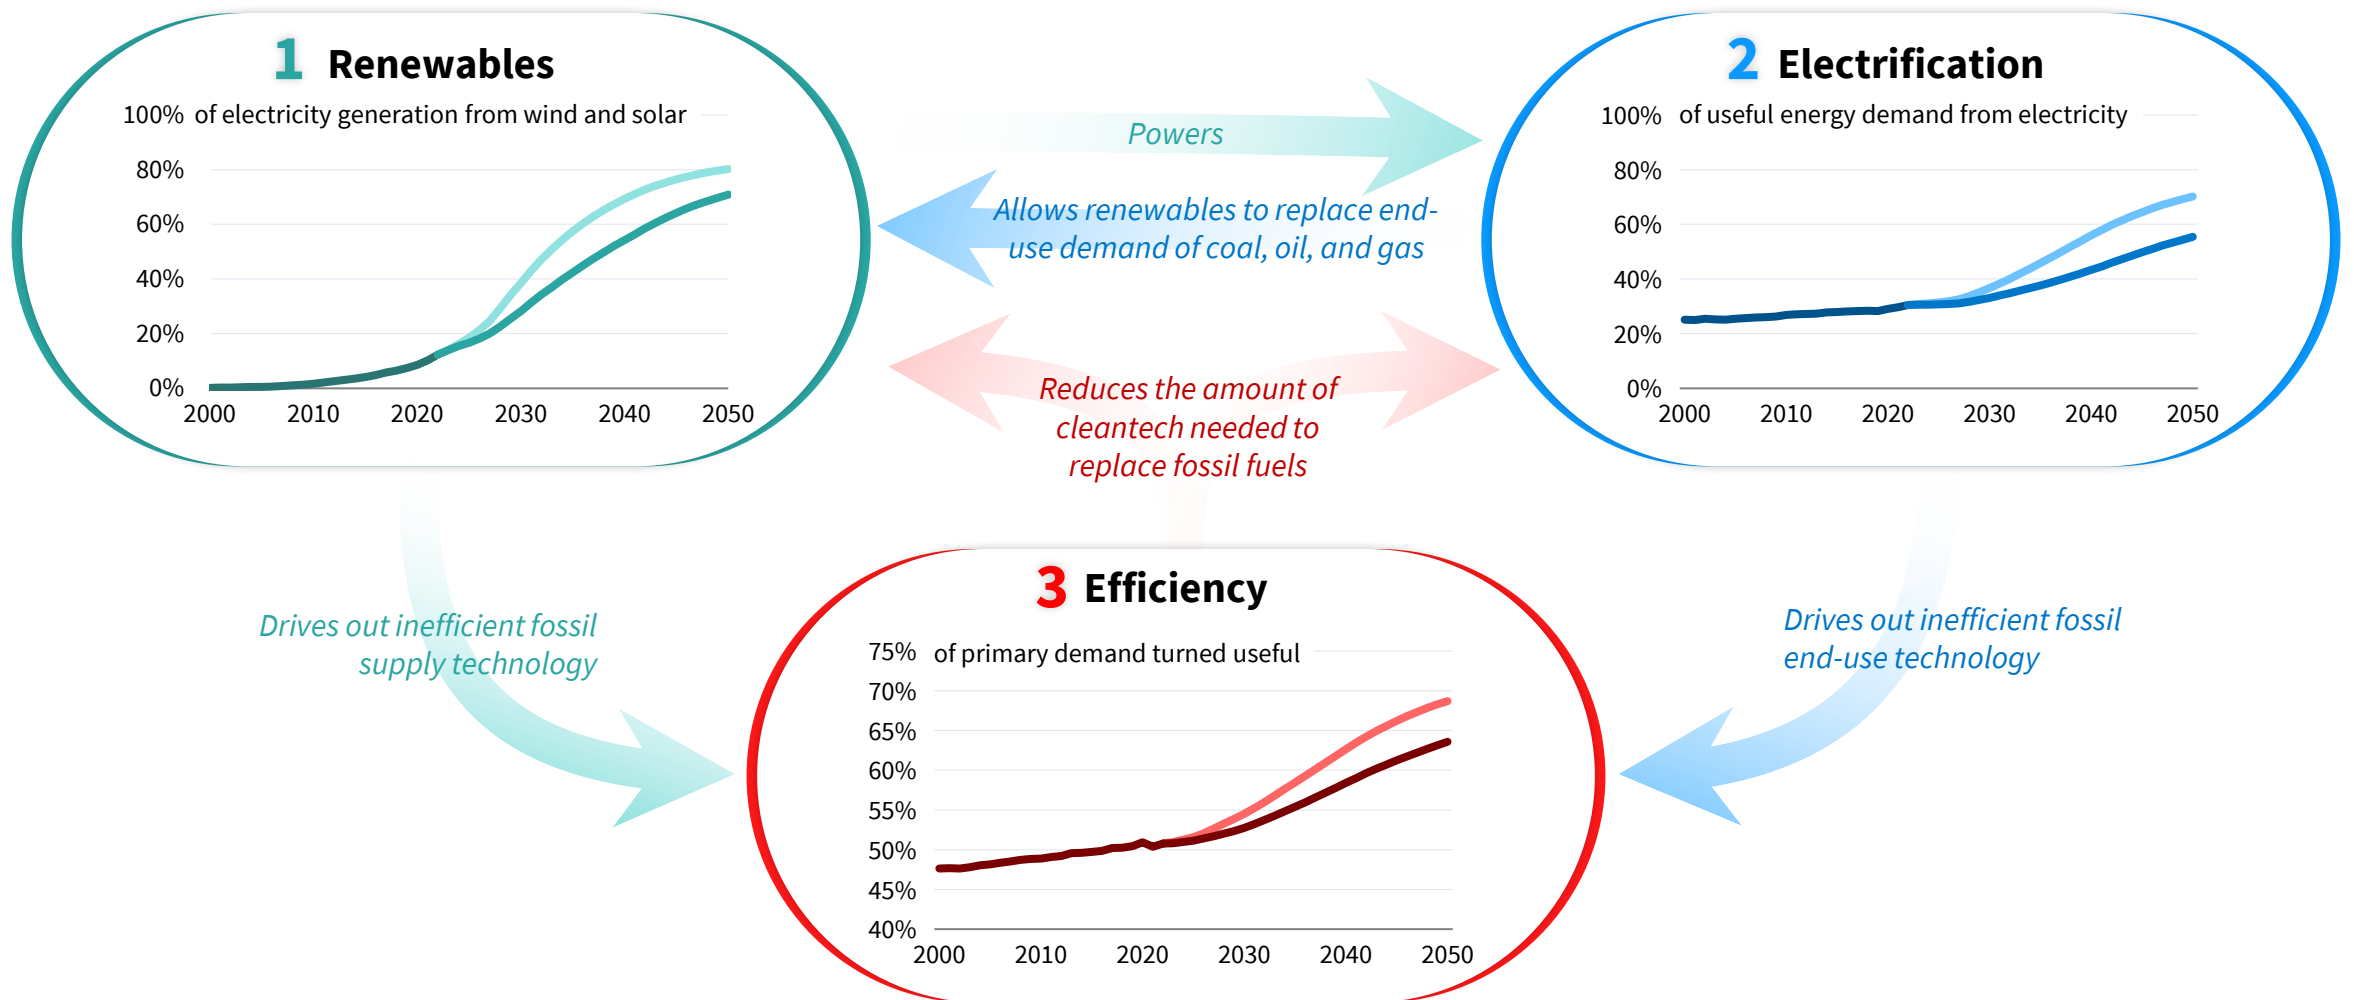 1 Renewables
100% of electricity generation from wind and solar
80%
60%
40%
20%
0%
2000 2010 2020 2030 2040 2050
Powers
Allows renewables to replace end-
use demand of coal, oil, and gas
Reduces the amount of
cleantech needed to
replace fossil fuels
2 Electrification
100% of useful energy demand from electricity
80%
60%
40%
20%
0%
2000 2010 2020 2030 2040 2050
Drives out inefficient fossil
supply technology
3 Efficiency
75% of primary demand turned useful
70%
65%
60%
55%
50%
45%
40%
2000 2010 2020 2030 2040 2050
Drives out inefficient fossil
end-use technology